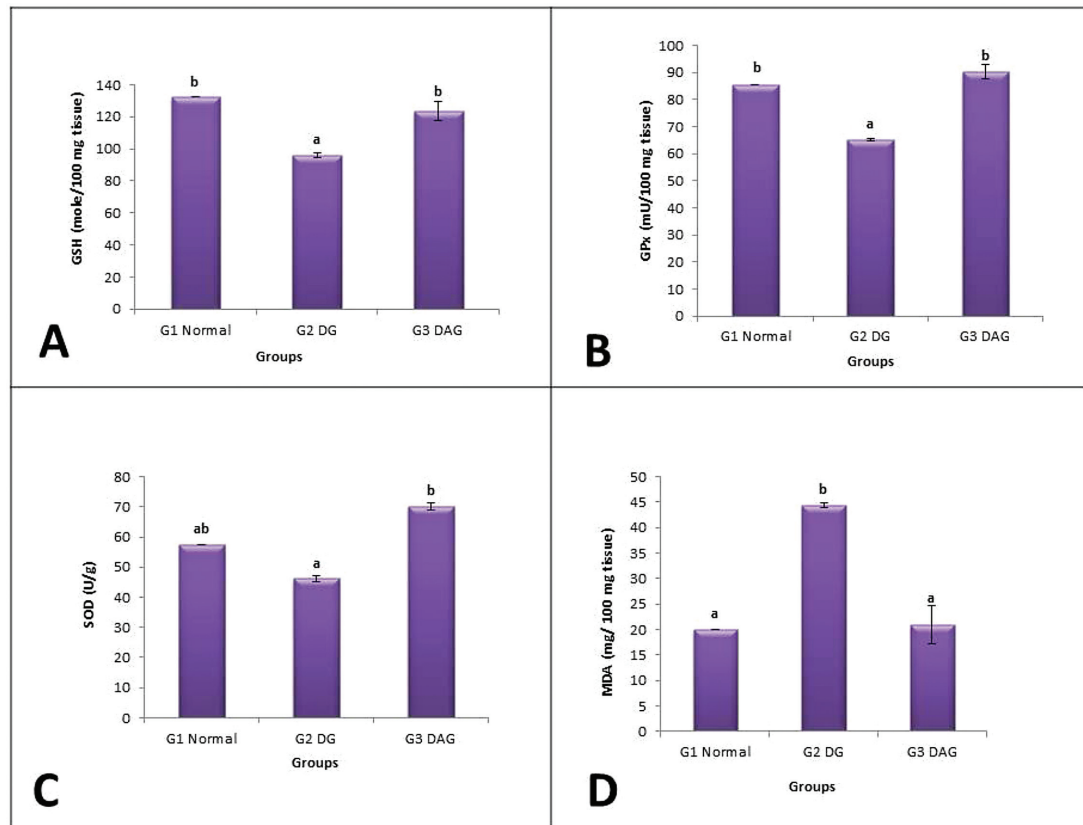 GSH (mole/100 mg tissue)
140
120
100
80
60
40
20
0
b
a
b
G1 Normal G2 DG G3 DAG
Groups
A
GPx (mU/100 mg tissue)
100
90
80
70
60
50
40
30
20
10
0
b
a
b
G1 Normal G2 DG G3 DAG
Groups
B
SOD (U/g)
80
70
60
50
40
30
20
10
0
ab
a
b
G1 Normal G2 DG G3 DAG
Groups
C
MDA (mg/ 100 mg tissue)
50
45
40
35
30
25
20
15
10
5
0
a
b
a
G1 Normal G2 DG G3 DAG
Groups
D